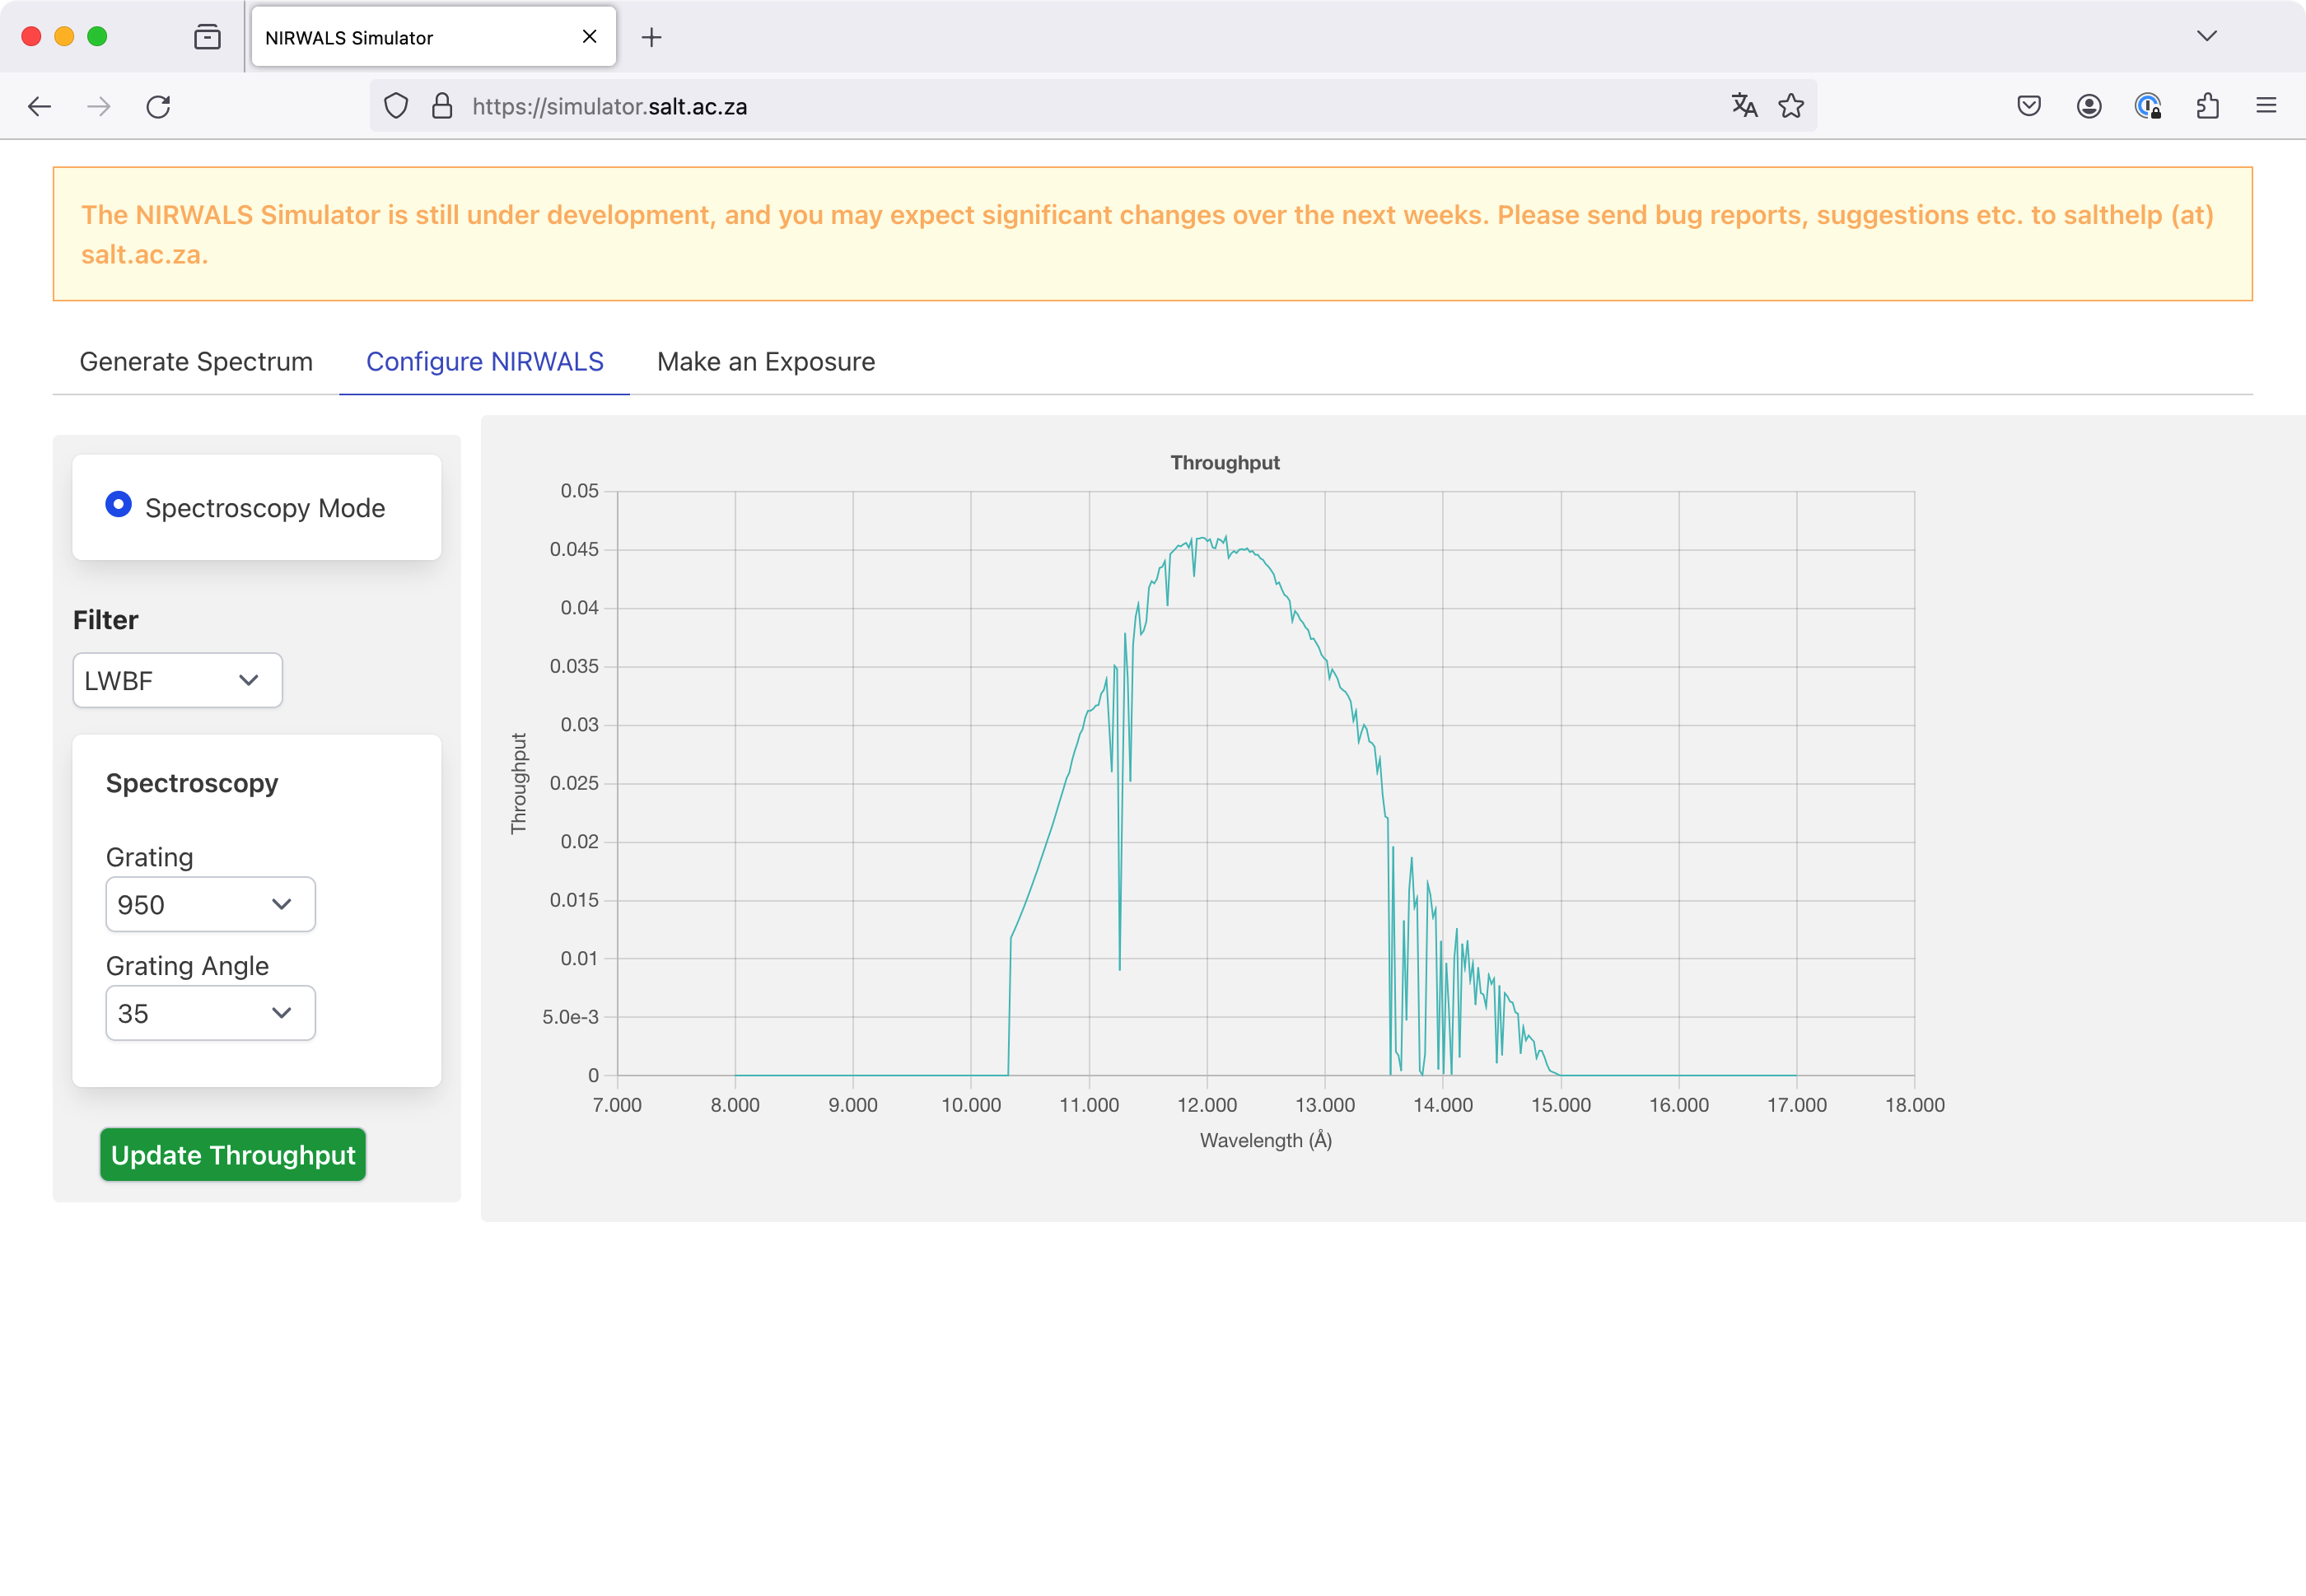 NIRWALS Simulator
https://simulator.salt.ac.za
The NIRWALS Simulator is still under development, and you may expect significant changes over the next weeks. Please send bug reports, suggestions etc. to salthelp (at)
salt.ac.za.
Generate Spectrum
Configure NIRWALS
Make an Exposure
Spectroscopy Mode
Filter
LWBF
Spectroscopy
Grating
950
Grating Angle
35
Update Throughput
Throughput
Throughput
0.05
0.045
0.04
0.035
0.03
0.025
0.02
0.015
0.01
5.0e-3
0
7.000 8.000 9.000 10.000 11.000 12.000 13.000 14.000 15.000 16.000 17.000 18.000
Wavelength (Å)